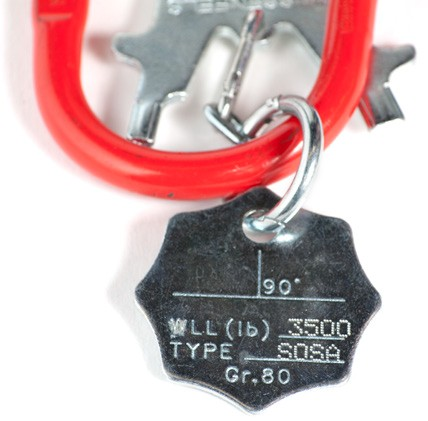 90°
WLL (lb) 3500
TYPE SOSA
Gr.80